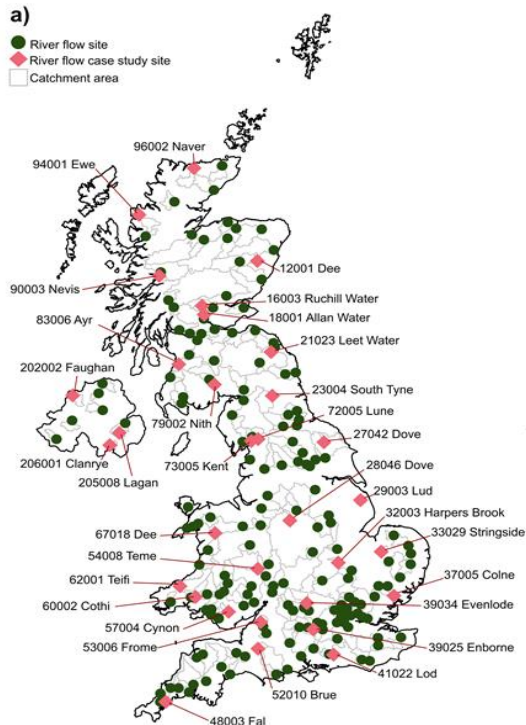 a)
River flow site
River flow case study site
Catchment area
96002 Naver
94001 Ewe
12001 Dee
90003 Nevis
16003 Ruchill Water
83006 Ayr
18001 Allan Water
21023 Leet Water
202002 Faughan
23004 South Tyne
79002 Nith
72005 Lune
27042 Dove
73005 Kent
206001 Clanrye
28046 Dove
205008 Lagan
29003 Lud
32003 Harpers Brook
67018 Dee
33029 Stringside
54008 Teme
62001 Teifi
37005 Colne
60002 Cothi
39034 Evenlode
57004 Cynon
53006 Frome
39025 Enborne
41022 Lod
52010 Brue
48003 Fal